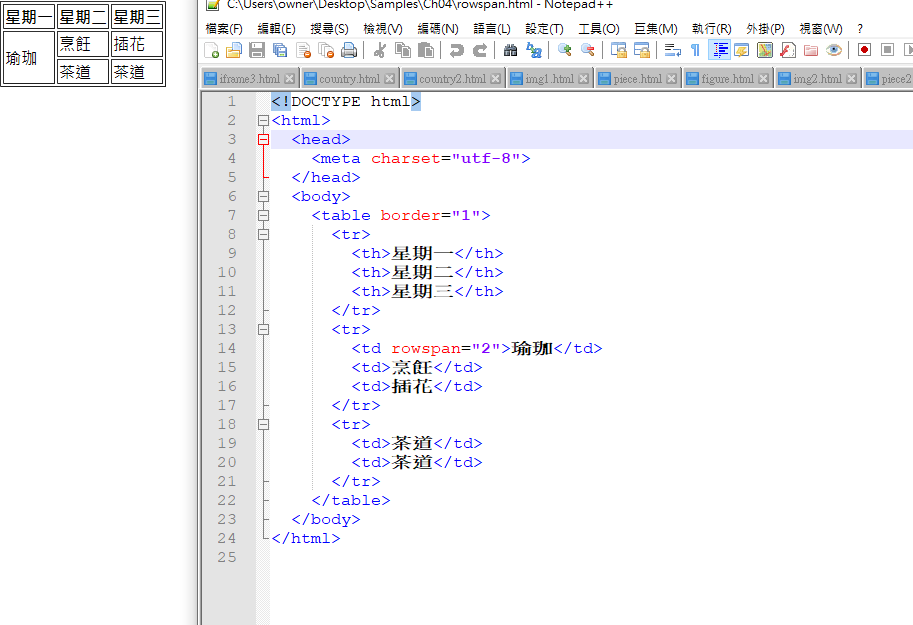 C:\Users\owner\Desktop\Samples\Ch04\rowspan.html - Notepad++
檔案(F) 編輯(E) 搜尋(S) 檢視(V) 編碼(N) 語言(L) 設定(T) 工具(O) 巨集(M) 執行(R) 外掛(P) 視窗(W) ?
iframe3.html country.html country2.html img1.html piece.html figure.html img2.html piece2
星期一 星期二 星期三
瑜珈 烹飪 插花
茶道 茶道
1 <!DOCTYPE html>
2 <html>
3 <head>
4 <meta charset="utf-8">
5 </head>
6 <body>
7 <table border="1">
8 <tr>
9 <th>星期一</th>
10 <th>星期二</th>
11 <th>星期三</th>
12 </tr>
13 <tr>
14 <td rowspan="2">瑜珈</td>
15 <td>烹飪</td>
16 <td>插花</td>
17 </tr>
18 <tr>
19 <td>茶道</td>
20 <td>茶道</td>
21 </tr>
22 </table>
23 </body>
24 </html>
25